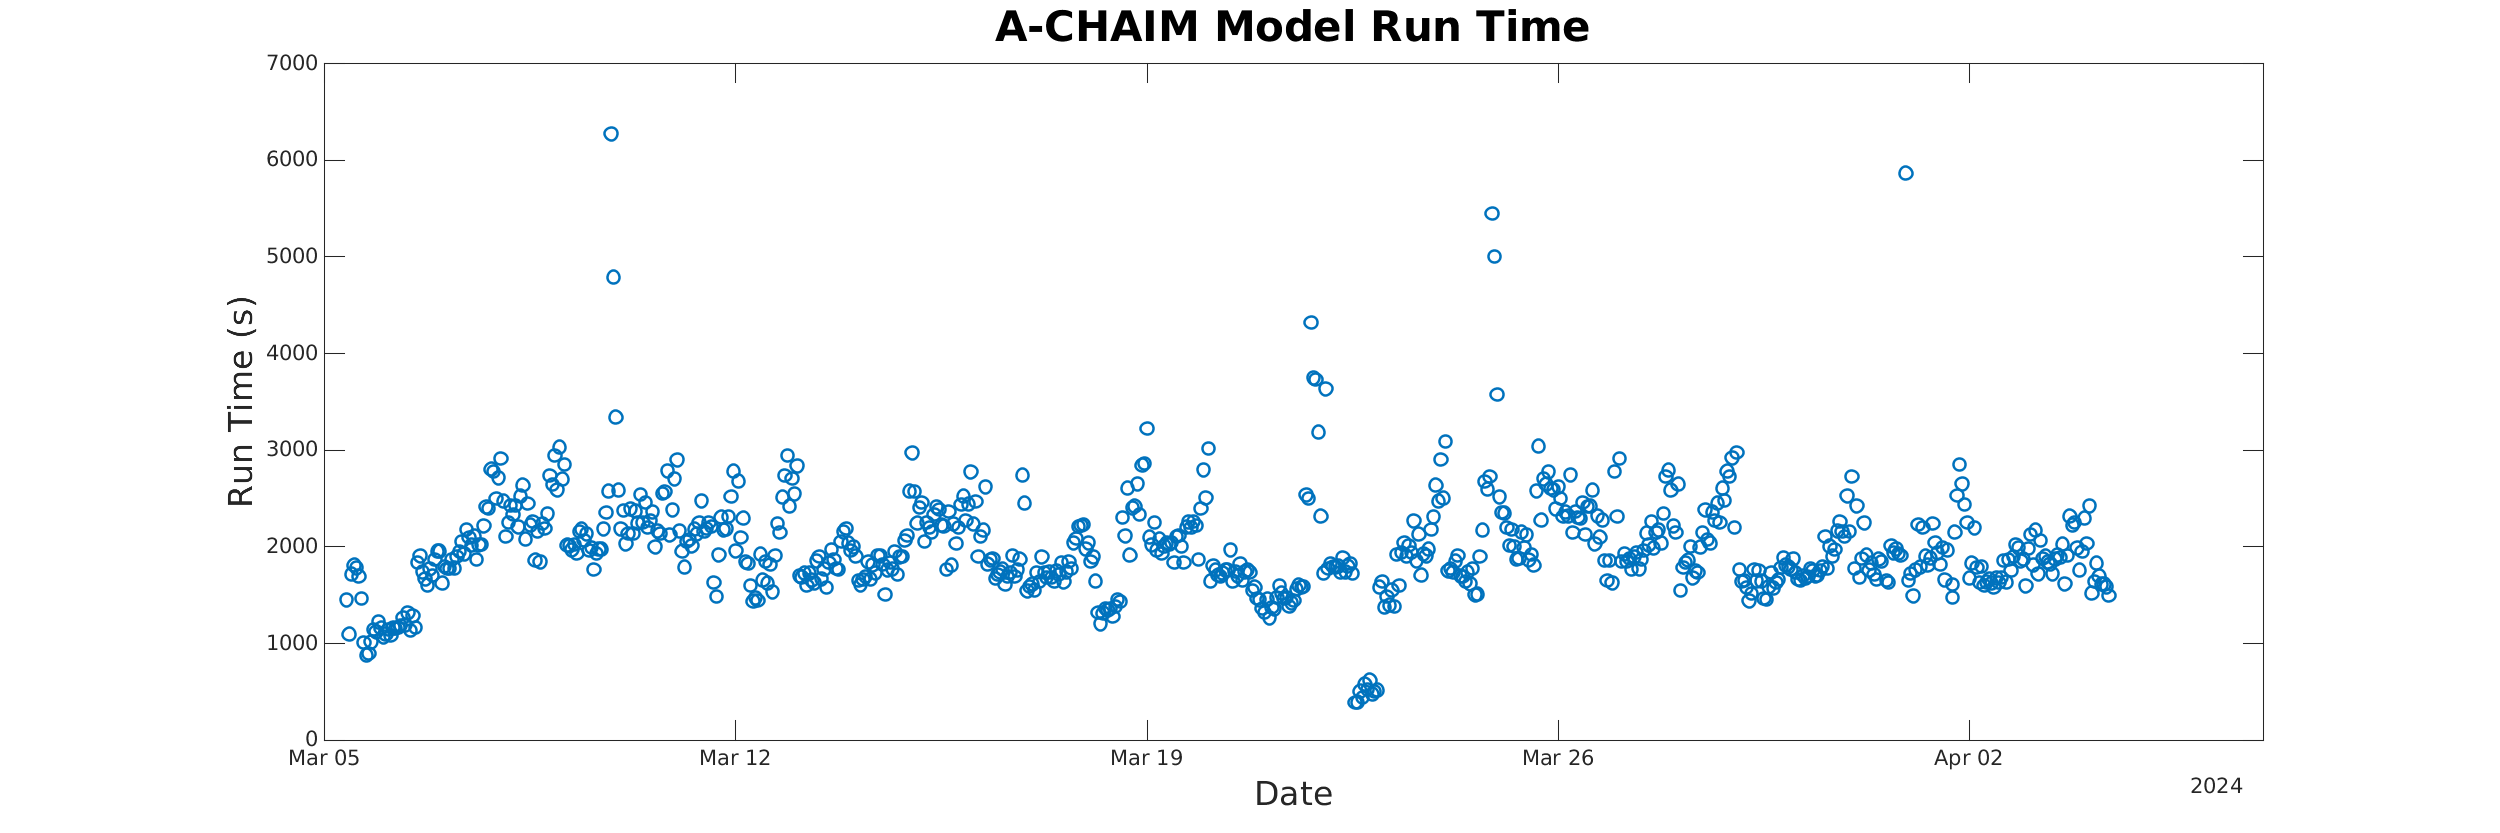 A-CHAIM Model Run Time
7000
6000
5000
4000
3000
2000
1000
0
Run Time (s)
Mar 05 Mar 12 Mar 19 Mar 26 Apr 02
2024
Date